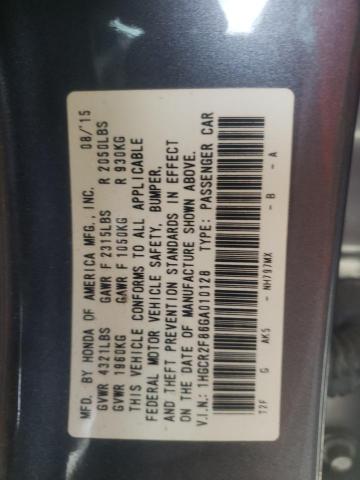 MFD. BY HONDA OF AMERICA MFG., INC. 08/'15
GVWR 4321LBS GAWR F 2315LBS R 2050LBS
GVWR 1960KG GAWR F 1050KG R 930KG
THIS VEHICLE CONFORMS TO ALL APPLICABLE
FEDERAL MOTOR VEHICLE SAFETY, BUMPER,
AND THEFT PREVENTION STANDARDS IN EFFECT
ON THE DATE OF MANUFACTURE SHOWN ABOVE.
V.I.N.: 1HGCR2F86GA010128 TYPE: PASSENGER CAR
T2F G AK5 - NH797MX - B - A